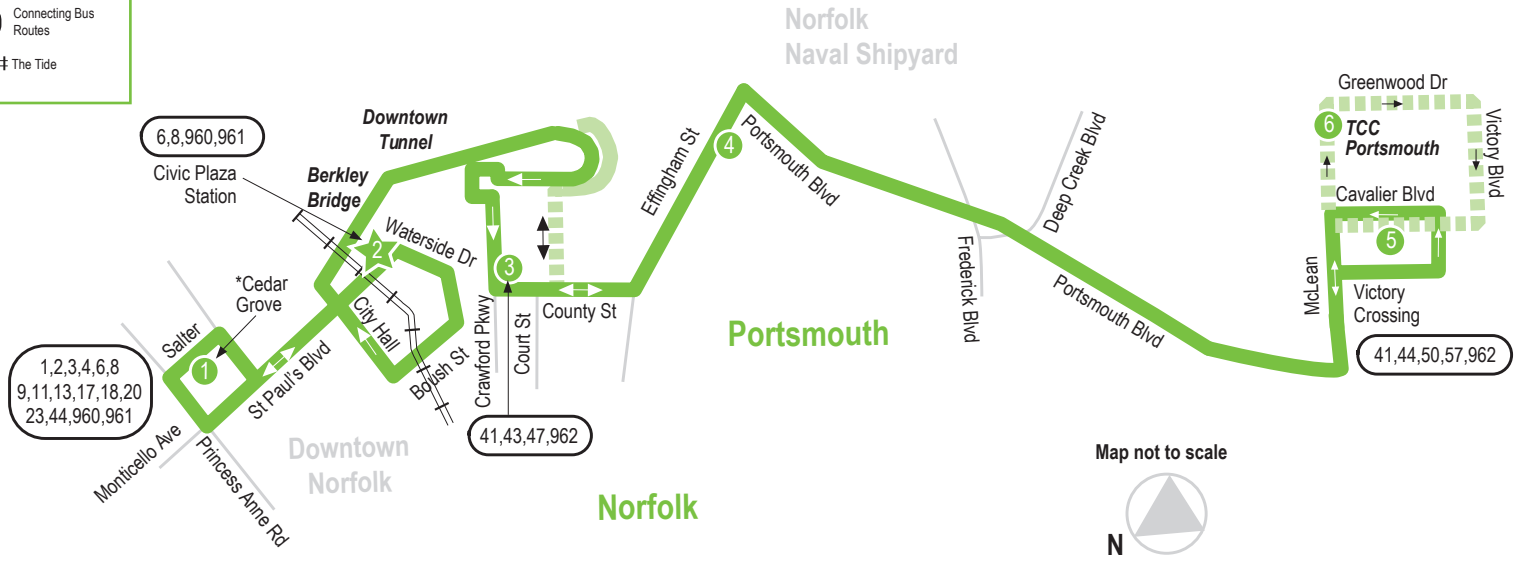 Connecting Bus
Routes
The Tide
Norfolk
Naval Shipyard
6,8,960,961
Civic Plaza
Station
Downtown
Tunnel
Berkley
Bridge
Waterside Dr
2
*Cedar
Grove
Salter
1
1,2,3,4,6,8
9,11,13,17,18,20
23,44,960,961
St Paul's Blvd
City Hall
Boush St
Monticello Ave
Princess Anne Rd
Downtown
Norfolk
3
Crawford Pkwy
Court St
County St
41,43,47,962
Effingham St
4
Portsmouth Blvd
Portsmouth
Norfolk
Frederick Blvd
Deep Creek Blvd
Portsmouth Blvd
Greenwood Dr
6
TCC
Portsmouth
Victory Blvd
Cavalier Blvd
5
McLean
Victory
Crossing
41,44,50,57,962
Map not to scale
N